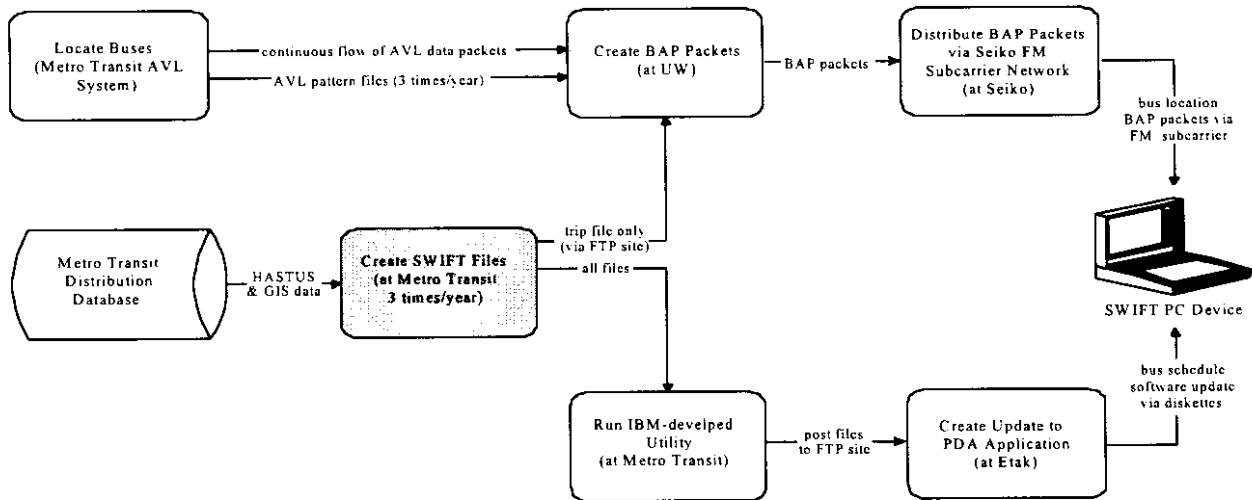 Locate Buses
(Metro Transit AVL
System)
continuous flow of AVL data packets
AVL pattern files (3 times/year)
Create BAP Packets
(at UW)
BAP packets
Distribute BAP Packets
via Seiko FM
Subcarrier Network
(at Seiko)
bus location
BAP packets via
FM subcarrier
Metro Transit
Distribution
Database
HASTUS
& GIS data
Create SWIFT Files
(at Metro Transit
3 times/year)
trip file only
(via FTP site)
all files
SWIFT PC Device
Run IBM-develped
Utility
(at Metro Transit)
post files
to FTP site
Create Update to
PDA Application
(at Etak)
bus schedule
software update
via diskettes